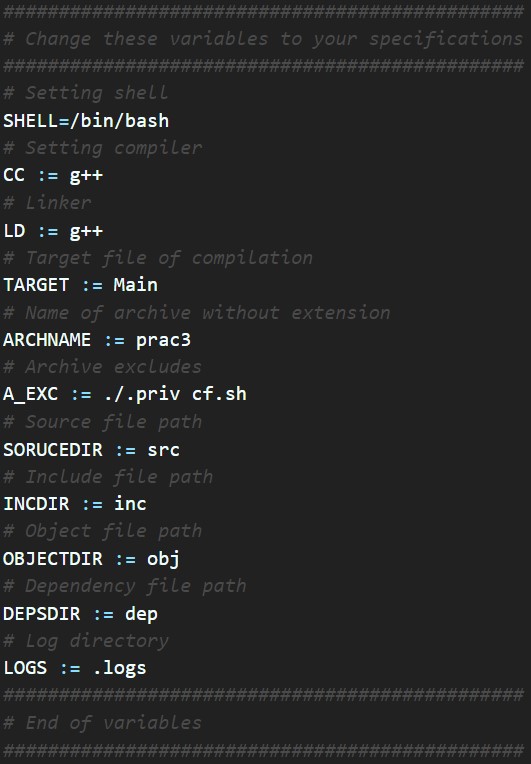 ###############################################
# Change these variables to your specifications
###############################################
# Setting shell
SHELL=/bin/bash
# Setting compiler
CC := g++
# Linker
LD := g++
# Target file of compilation
TARGET := Main
# Name of archive without extension
ARCHNAME := prac3
# Archive excludes
A_EXC := ./.priv cf.sh
# Source file path
SORUCEDIR := src
# Include file path
INCDIR := inc
# Object file path
OBJECTDIR := obj
# Dependency file path
DEPSDIR := dep
# Log directory
LOGS := .logs
###############################################
# End of variables
###############################################